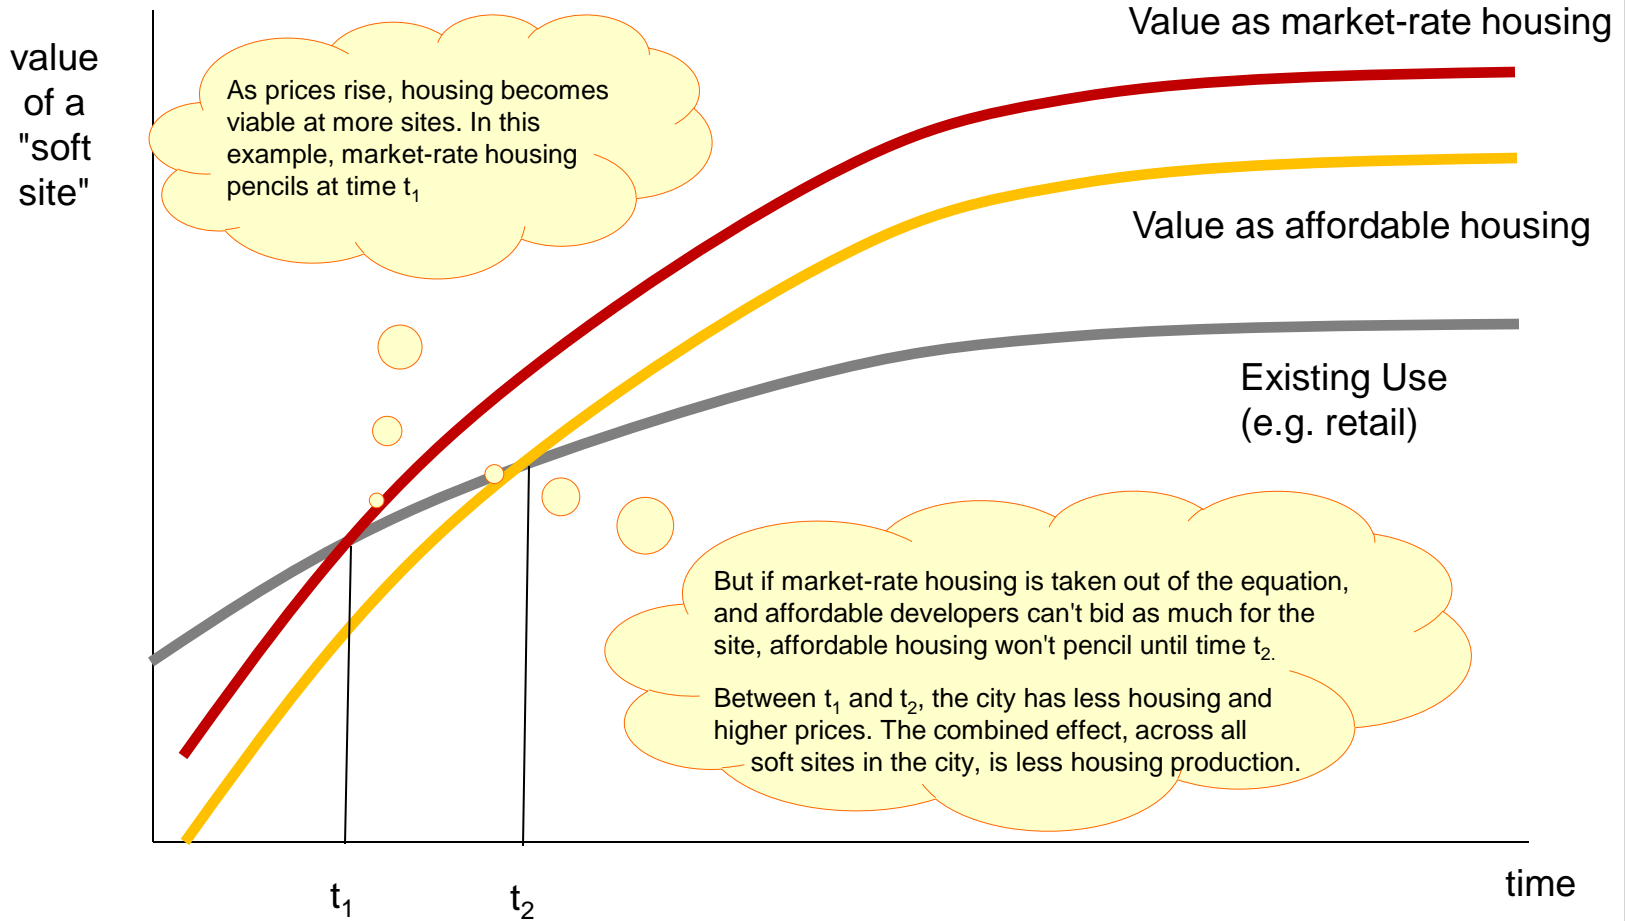 Value as market-rate housing
value
of a
"soft
site"
As prices rise, housing becomes
viable at more sites. In this
example, market-rate housing
pencils at time t₁
Value as affordable housing
Existing Use
(e.g. retail)
But if market-rate housing is taken out of the equation,
and affordable developers can't bid as much for the
site, affordable housing won't pencil until time t₂.
Between t₁ and t₂, the city has less housing and
higher prices. The combined effect, across all
soft sites in the city, is less housing production.
t₁
t₂
time